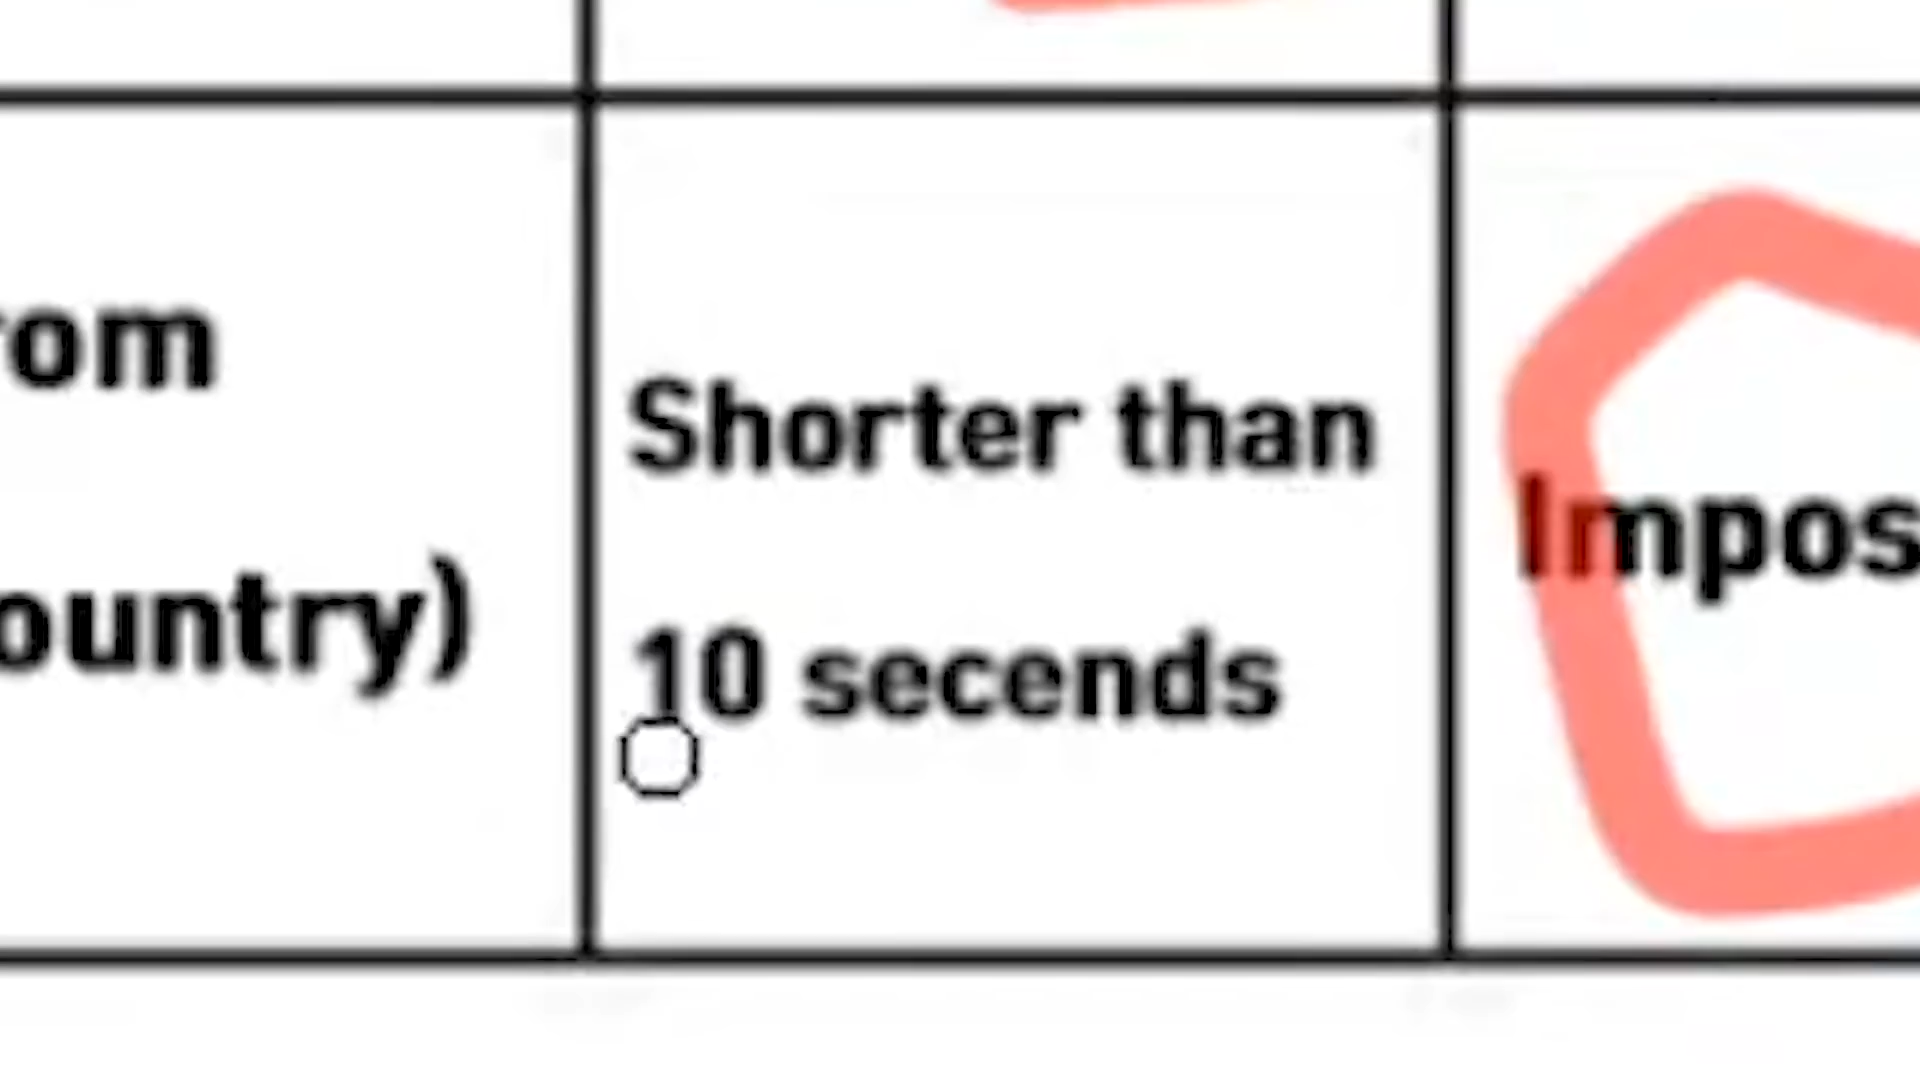 rom
ountry)
Shorter than
10 secends
Impos